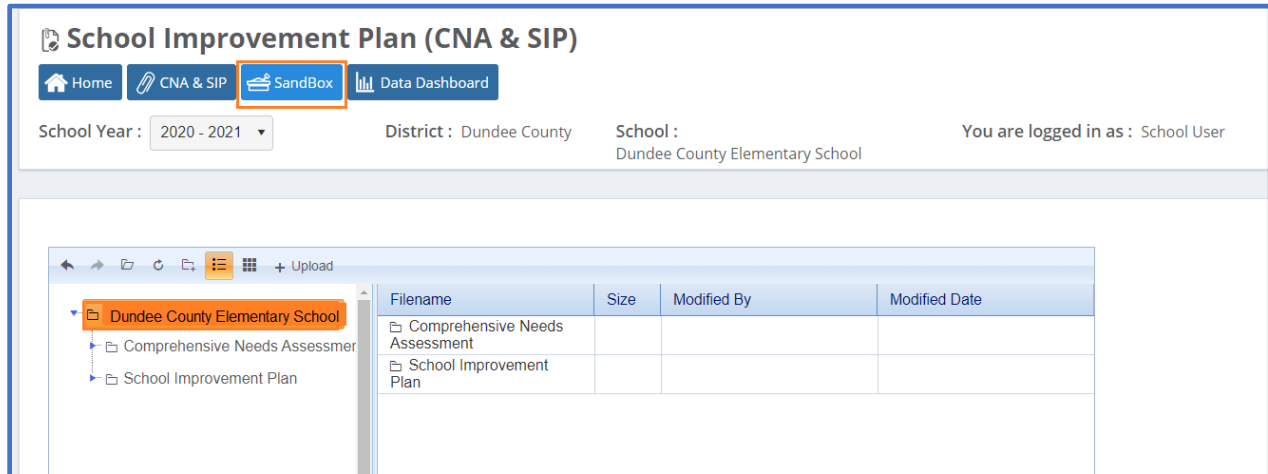 School Improvement Plan (CNA & SIP)
Home CNA & SIP SandBox Data Dashboard
School Year : 2020 - 2021 District : Dundee County School : You are logged in as : School User
Dundee County Elementary School
+ Upload
Filename Size Modified By Modified Date
Dundee County Elementary School
Comprehensive Needs Assessmer
School Improvement Plan
Comprehensive Needs
Assessment
School Improvement
Plan